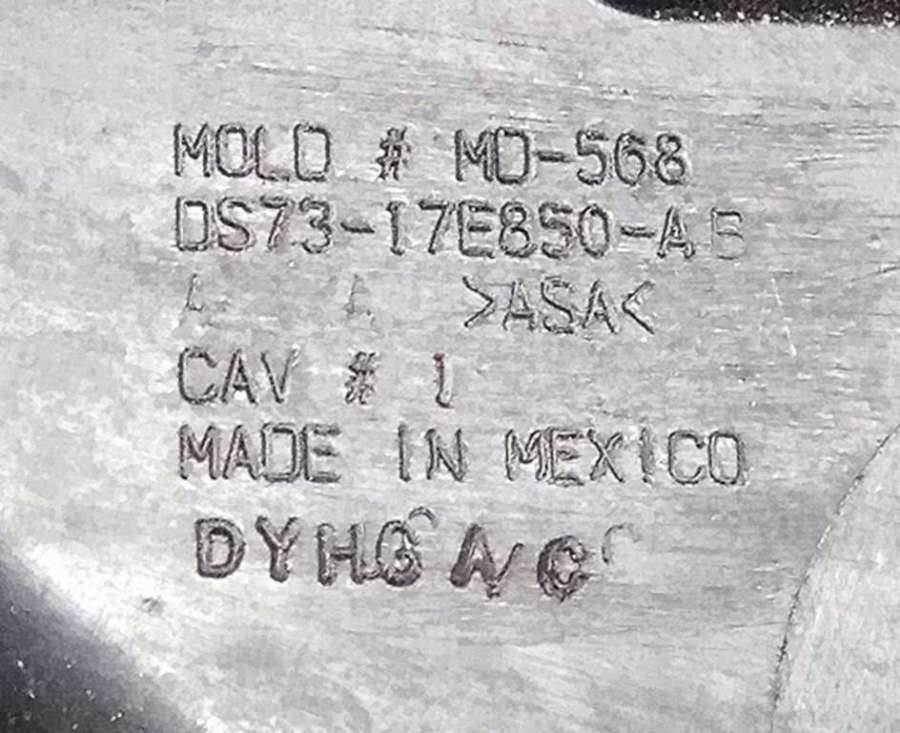 MOLD # MD-568
DS73-17E850-AB
>ASA<
CAV # 1
MADE IN MEXICO